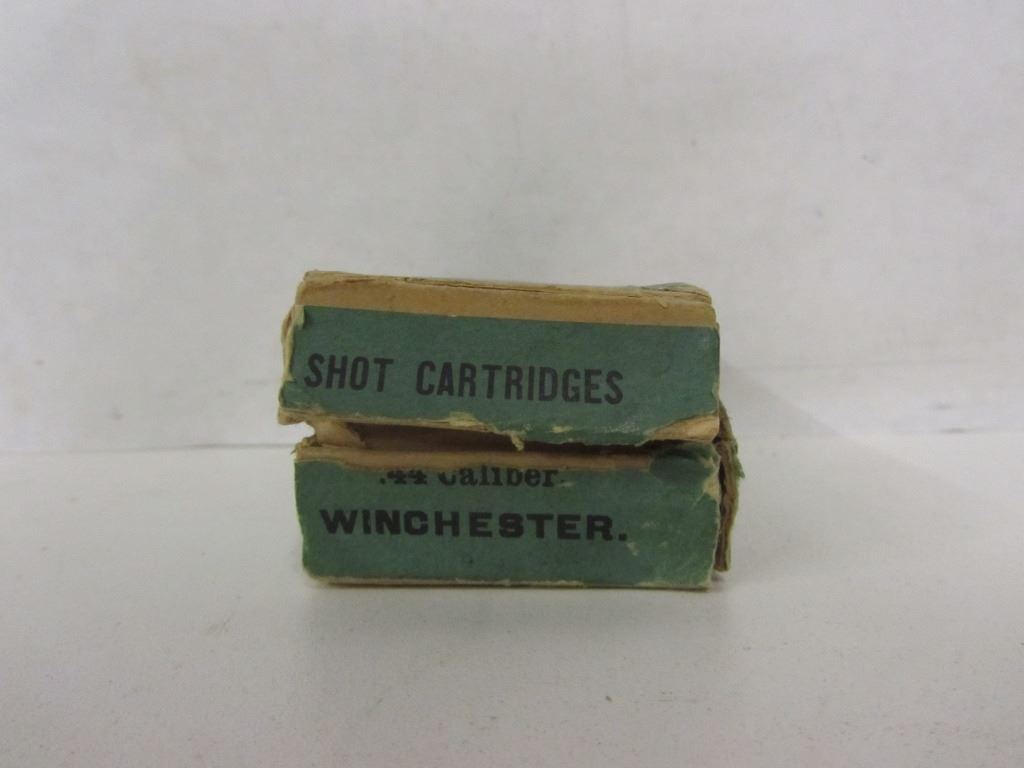 SHOT CARTRIDGES
.44 Caliber
WINCHESTER.